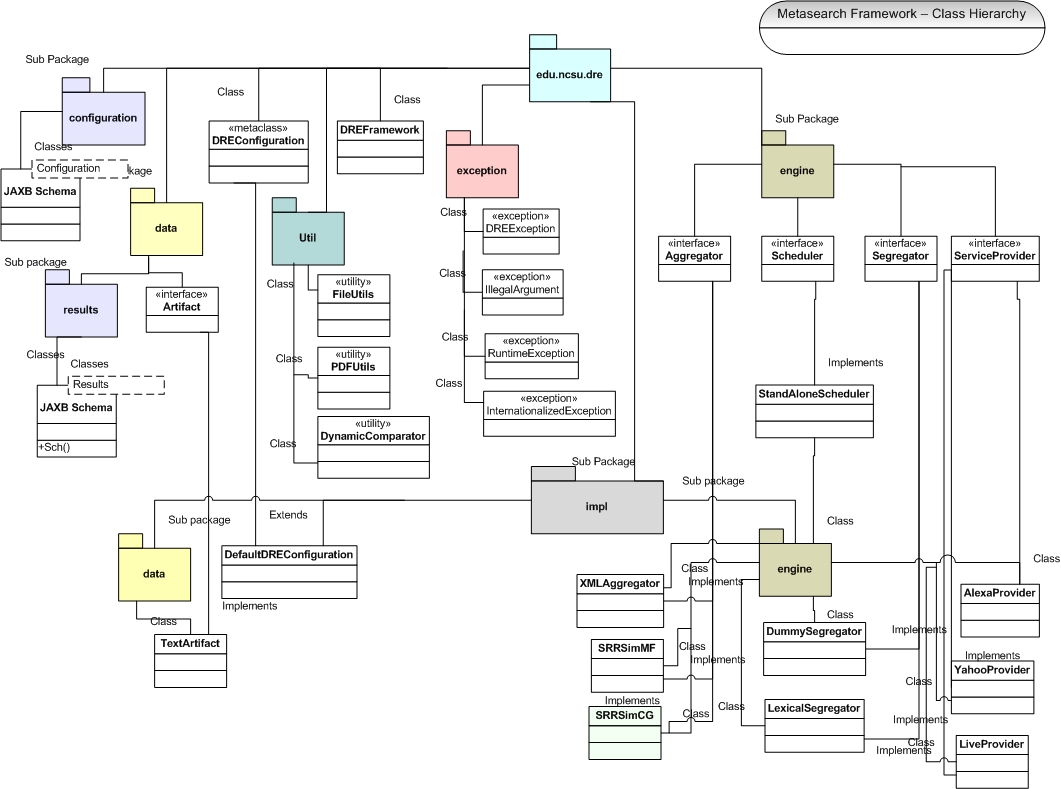 Metasearch Framework – Class Hierarchy
Sub Package
edu.ncsu.dre
configuration
Class
«metaclass»
DREConfiguration
Class
DREFramework
Sub Package
exception
engine
Classes
Configuration
kage
JAXB Schema
data
Util
Class
«exception»
DREException
«interface»
Aggregator
«interface»
Scheduler
«interface»
Segregator
«interface»
ServiceProvider
Sub package
results
«interface»
Artifact
Class
«utility»
FileUtils
Class
«exception»
IllegalArgument
Classes
Classes
Results
JAXB Schema
+Sch()
Class
«utility»
PDFUtils
Class
«exception»
RuntimeException
Implements
Class
«exception»
InternationalizedException
StandAloneScheduler
«utility»
DynamicComparator
Class
Sub Package
impl
Sub package
Sub package
Extends
Class
data
DefaultDREConfiguration
Implements
engine
Class
Class
XMLAggregator
Implements
AlexaProvider
Class
TextArtifact
Class
DummySegregator
Implements
SRRSimMF
Class
Implements
Implements
YahooProvider
Class
Implements
SRRSimCG
Class
Class
LexicalSegregator
Implements
Class
Implements
LiveProvider